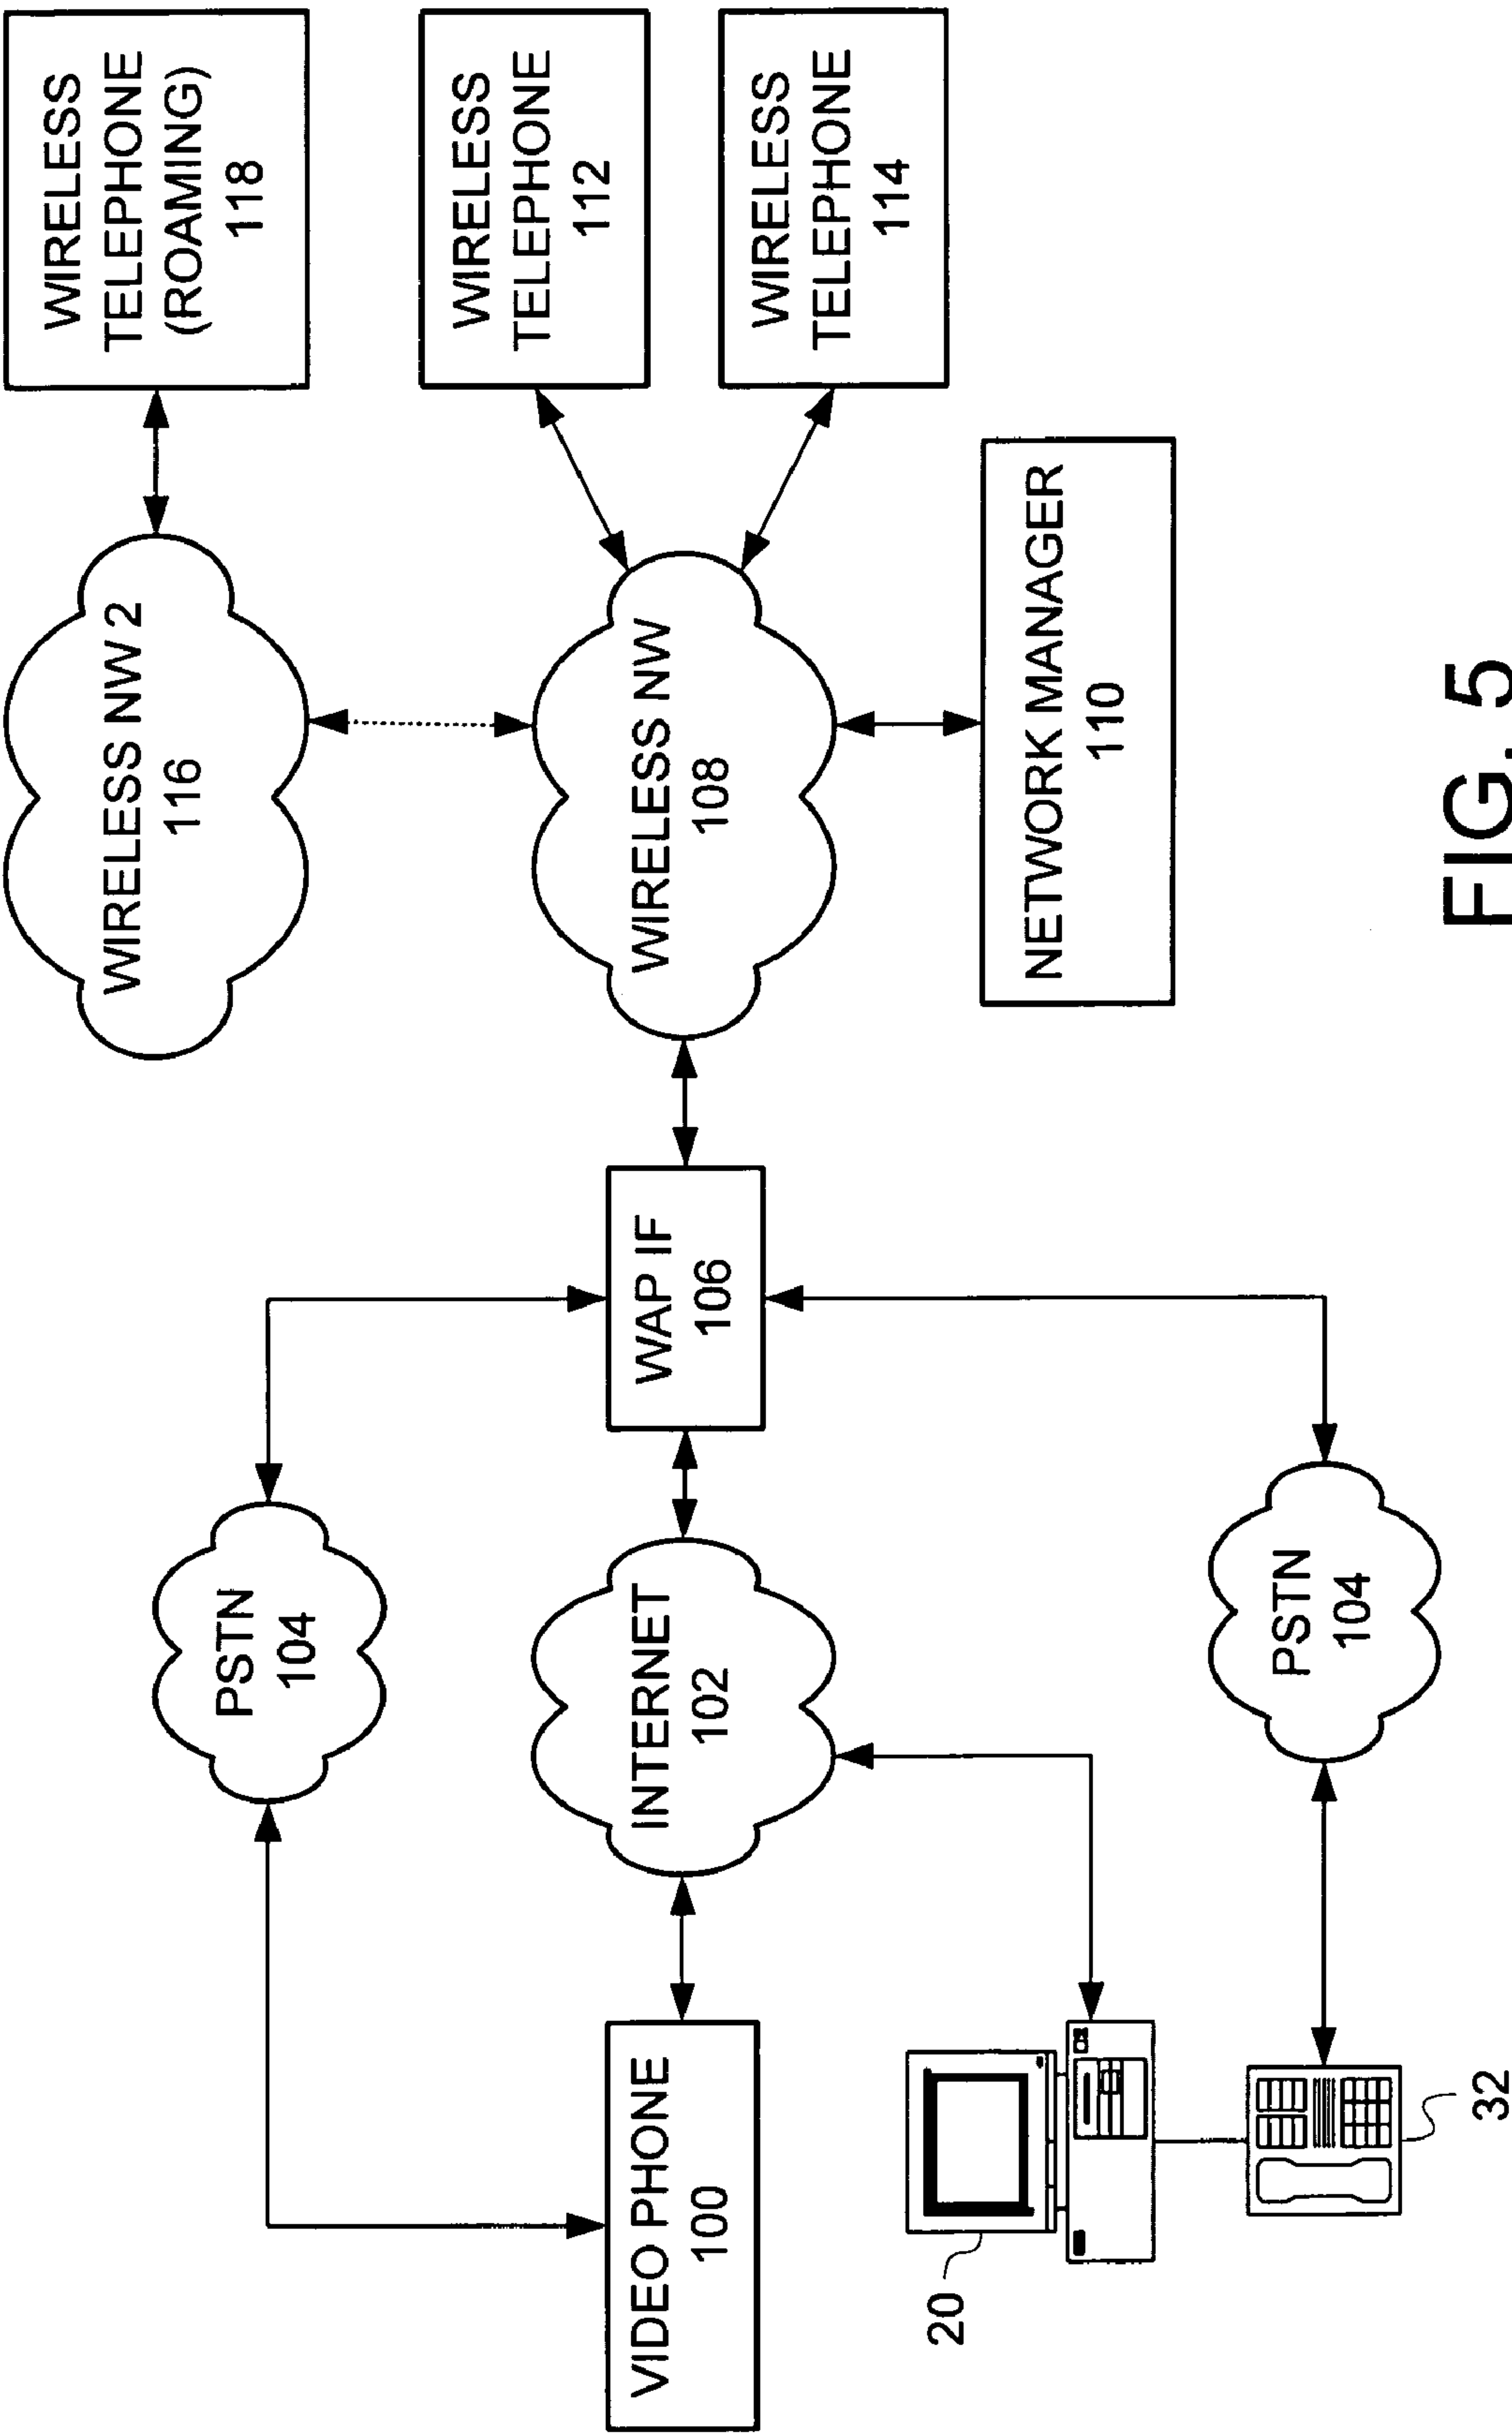 WIRELESS
TELEPHONE
(ROAMING)
118
WIRELESS NW 2
116
WIRELESS
TELEPHONE
112
WIRELESS
TELEPHONE
114
WIRELESS NW
108
NETWORK MANAGER
110
WAP IF
106
PSTN
104
INTERNET
102
PSTN
104
VIDEO PHONE
100
20
32
FIG. 5